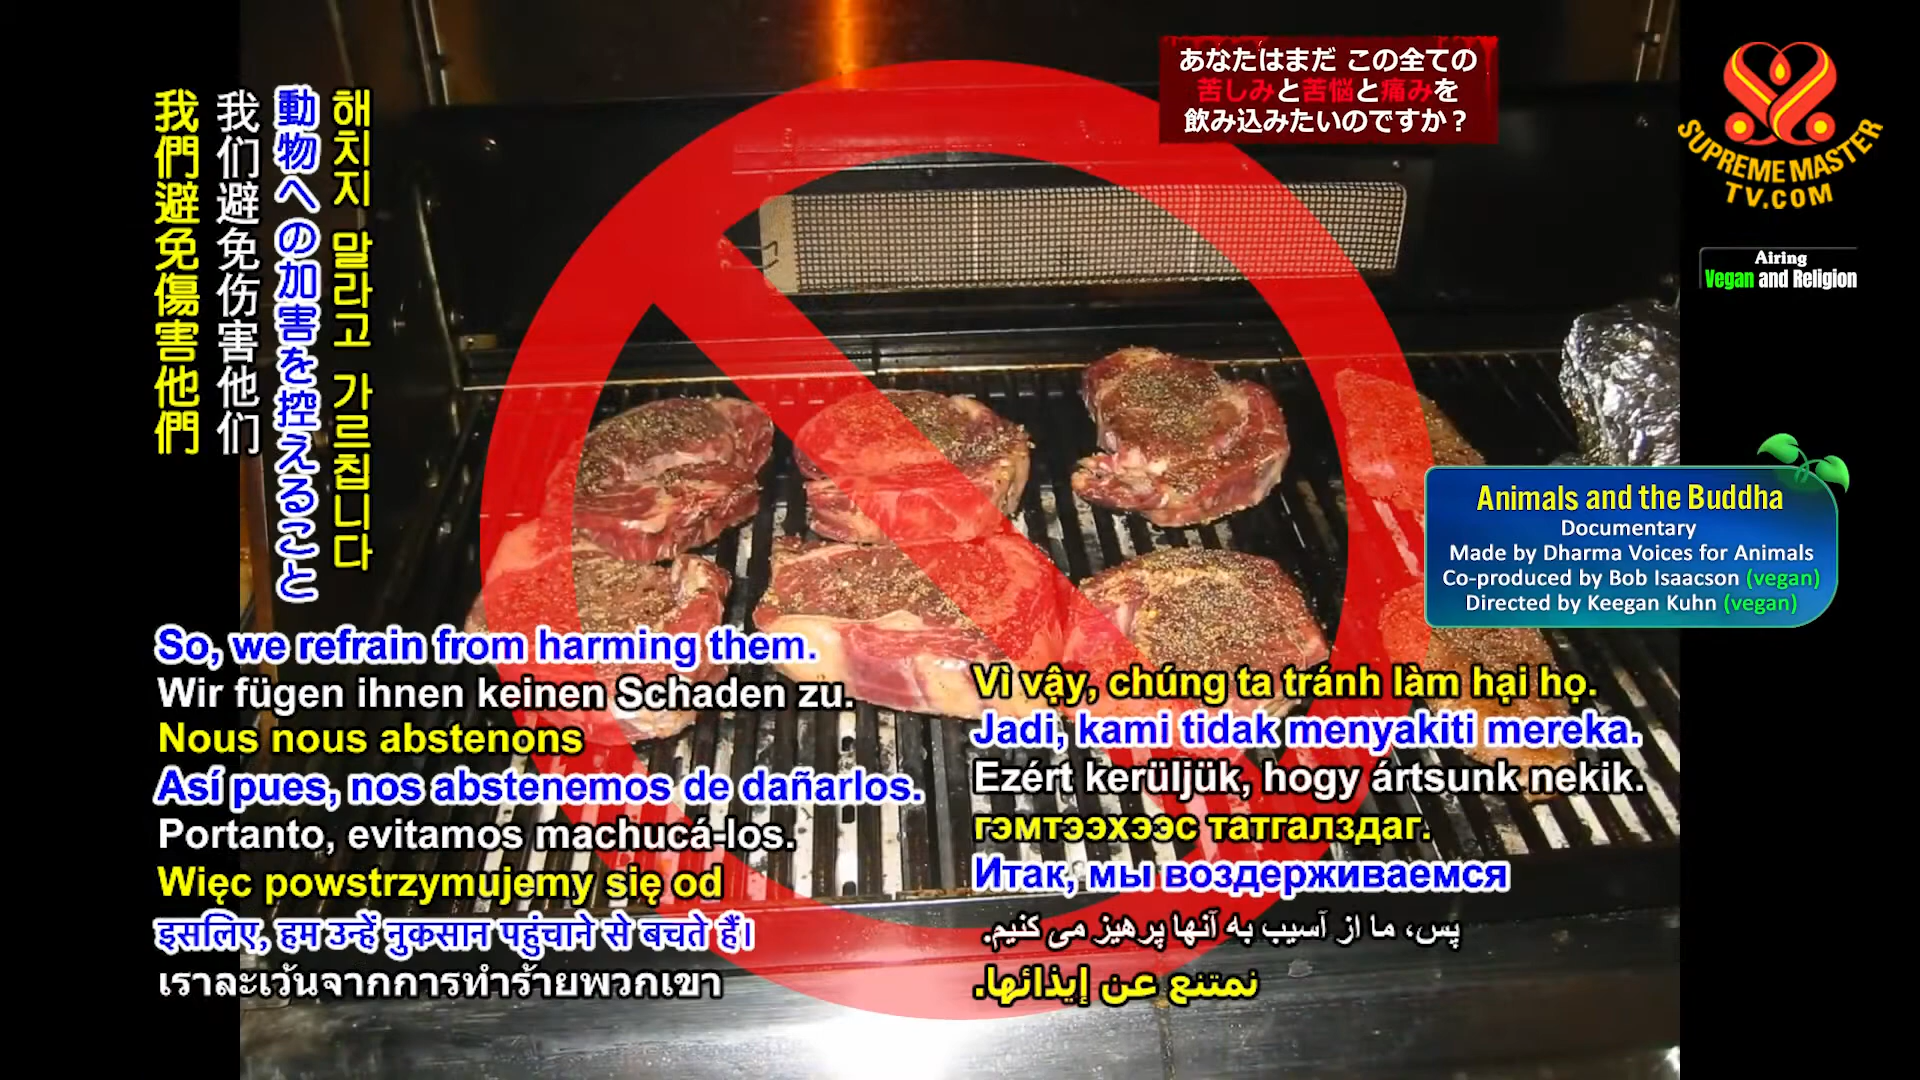 我們避免傷害他們
我们避免伤害他们
動物への加害を控えること
해치지 말라고 가르칩니다
あなたはまだ この全ての
苦しみと苦悩と痛みを
飲み込みたいのですか？
SUPREME MASTER
TV.COM
Airing
Vegan and Religion
Animals and the Buddha
Documentary
Made by Dharma Voices for Animals
Co-produced by Bob Isaacson (vegan)
Directed by Keegan Kuhn (vegan)
So, we refrain from harming them.
Wir fügen ihnen keinen Schaden zu.
Nous nous abstenons
Así pues, nos abstenemos de dañarlos.
Portanto, evitamos machucá-los.
Więc powstrzymujemy się od
इसलिए, हम उन्हें नुकसान पहुंचाने से बचते हैं।
เราละเว้นจากการทำร้ายพวกเขา
Vì vậy, chúng ta tránh làm hại họ.
Jadi, kami tidak menyakiti mereka.
Ezért kerüljük, hogy ártsunk nekik.
гэмтээхээс татгалздаг.
Итак, мы воздерживаемся
پس، ما از آسیب به آنها پرهیز می کنیم.
نمتنع عن إيذائها.